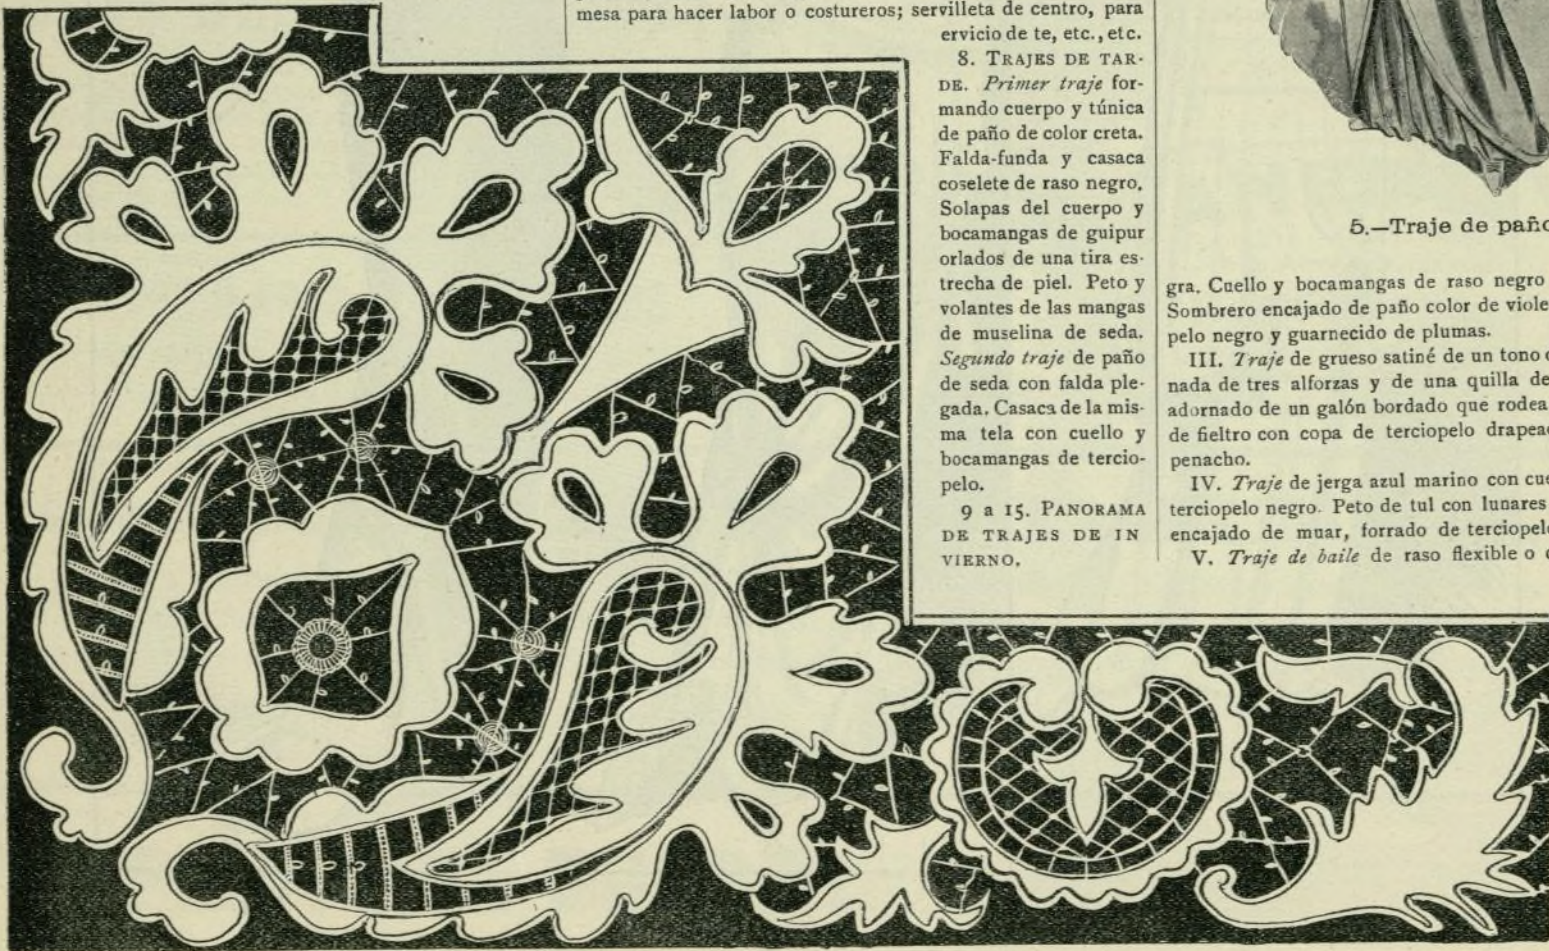 mesa para hacer labor o costureros; servilleta de centro, para
ervicio de te, etc., etc.
8. TRAJES DE TAR-
DE. Primer traje for-
mando cuerpo y túnica
de paño de color creta.
Falda-funda y casaca
coselete de raso negro.
Solapas del cuerpo y
bocamangas de guipur
orlados de una tira es-
trecha de piel. Peto y
volantes de las mangas
de muselina de seda.
Segundo traje de paño
de seda con falda ple-
gada. Casaca de la mis-
ma tela con cuello y
bocamangas de tercio-
pelo.
9 a 15. PANORAMA
DE TRAJES DE IN
VIERNO.
5.—Traje de paño
gra. Cuello y bocamangas de raso negro
Sombrero encajado de paño color de viole
pelo negro y guarnecido de plumas.
III. Traje de grueso satiné de un tono
nada de tres alforzas y de una quilla de
adornado de un galón bordado que rodea
de fieltro con copa de terciopelo drapea
penacho.
IV. Traje de jerga azul marino con cue
terciopelo negro. Peto de tul con lunares
encajado de muar, forrado de terciopel
V. Traje de baile de raso flexible o